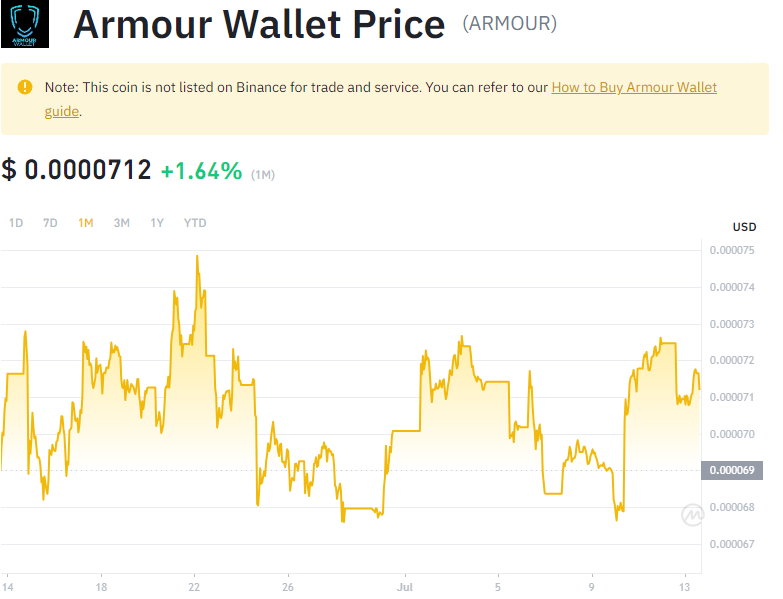 ARMOUR
WALLET
Armour Wallet Price (ARMOUR)
Note: This coin is not listed on Binance for trade and service. You can refer to our How to Buy Armour Wallet
guide.
$ 0.0000712 +1.64% (1M)
1D 7D 1M 3M 1Y YTD
USD
0.000075
0.000074
0.000073
0.000072
0.000071
0.000070
0.000069
0.000068
0.000067
14 18 22 26 Jul 5 9 13